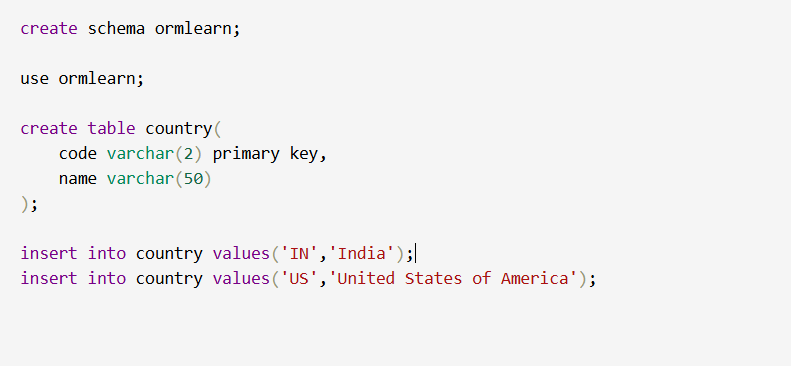 create schema ormlearn;
use ormlearn;
create table country(
    code varchar(2) primary key,
    name varchar(50)
);
insert into country values('IN','India');
insert into country values('US','United States of America');